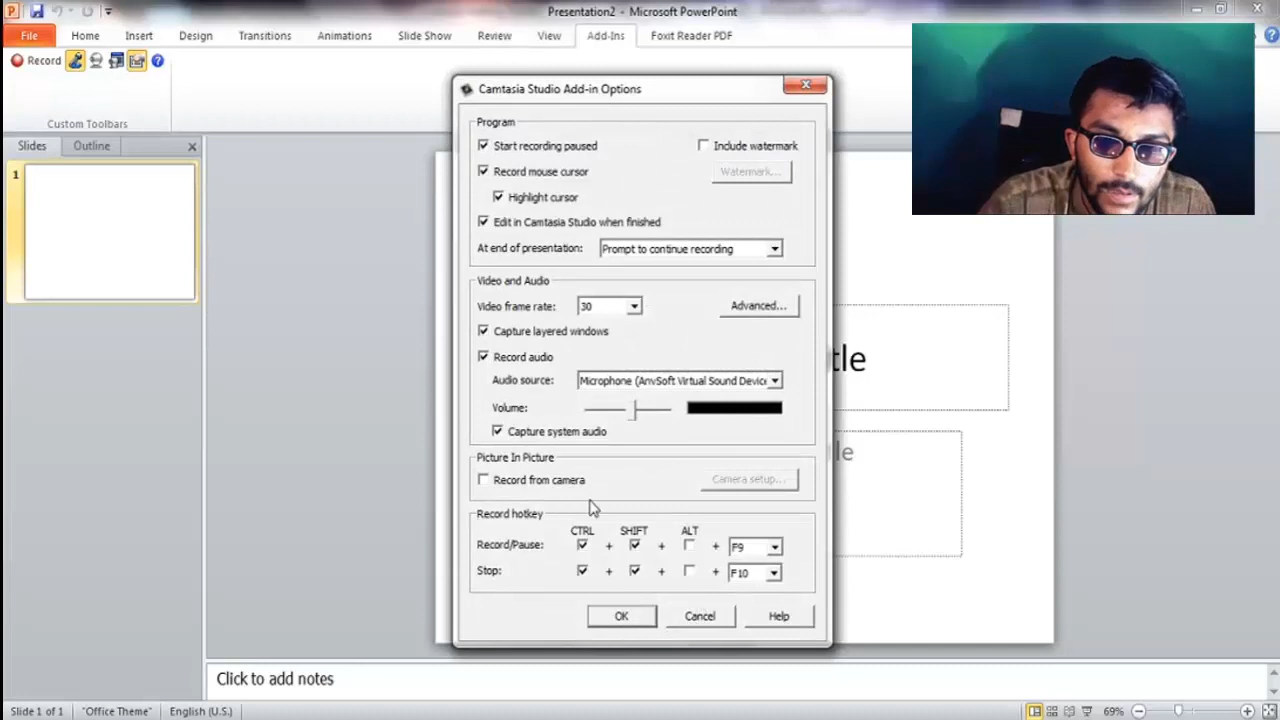 Presentation2 - Microsoft PowerPoint
File Home Insert Design Transitions Animations Slide Show Review View Add-Ins Foxit Reader PDF
Record
Custom Toolbars
Slides Outline
1
Camtasia Studio Add-in Options
Program
Start recording paused Include watermark
Record mouse cursor Watermark...
Highlight cursor
Edit in Camtasia Studio when finished
At end of presentation: Prompt to continue recording
Video and Audio
Video frame rate: 30 Advanced...
Capture layered windows
Record audio
Audio source: Microphone (AnvSoft Virtual Sound Device
Volume:
Capture system audio
Picture In Picture
Record from camera Camera setup...
Record hotkey
CTRL SHIFT ALT
Record/Pause: + + + F9
Stop: + + + F10
OK Cancel Help
tle
tle
Click to add notes
Slide 1 of 1 "Office Theme" English (U.S.) 69%